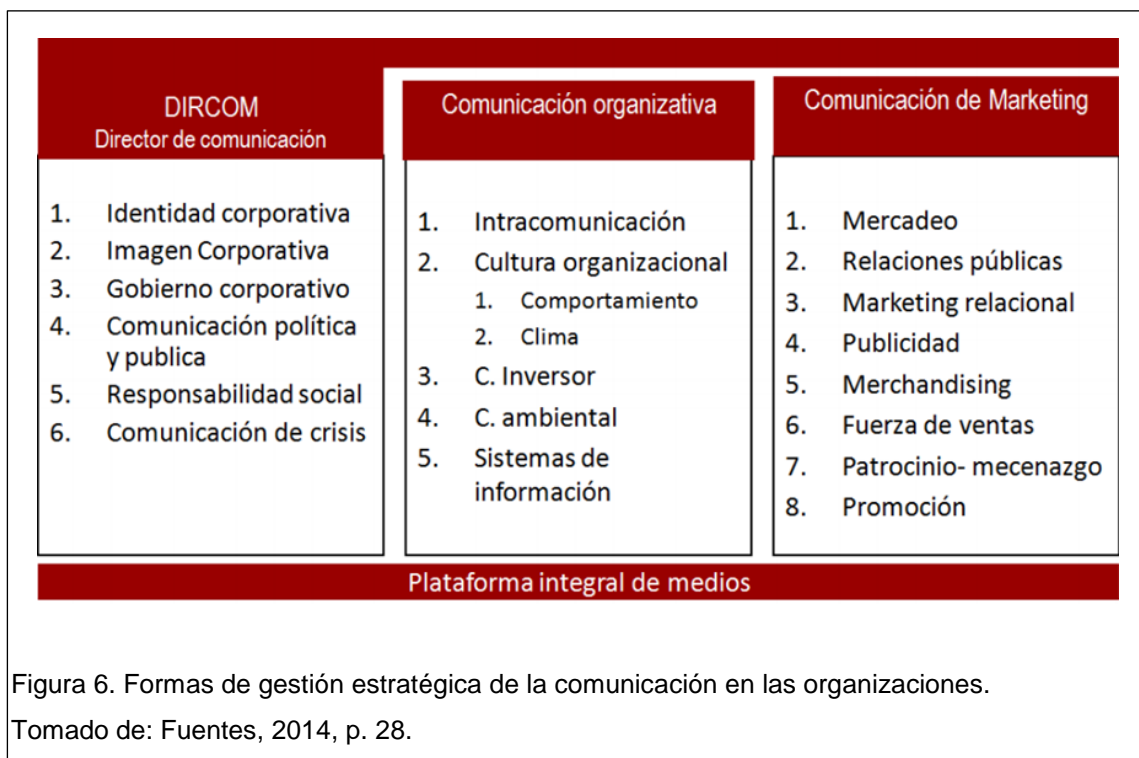 DIRCOM
Director de comunicación
1. Identidad corporativa
2. Imagen Corporativa
3. Gobierno corporativo
4. Comunicación política
y publica
5. Responsabilidad social
6. Comunicación de crisis
Comunicación organizativa
1. Intracomunicación
2. Cultura organizacional
1. Comportamiento
2. Clima
3. C. Inversor
4. C. ambiental
5. Sistemas de
información
Comunicación de Marketing
1. Mercadeo
2. Relaciones públicas
3. Marketing relacional
4. Publicidad
5. Merchandising
6. Fuerza de ventas
7. Patrocinio- mecenazgo
8. Promoción
Plataforma integral de medios
Figura 6. Formas de gestión estratégica de la comunicación en las organizaciones.
Tomado de: Fuentes, 2014, p. 28.